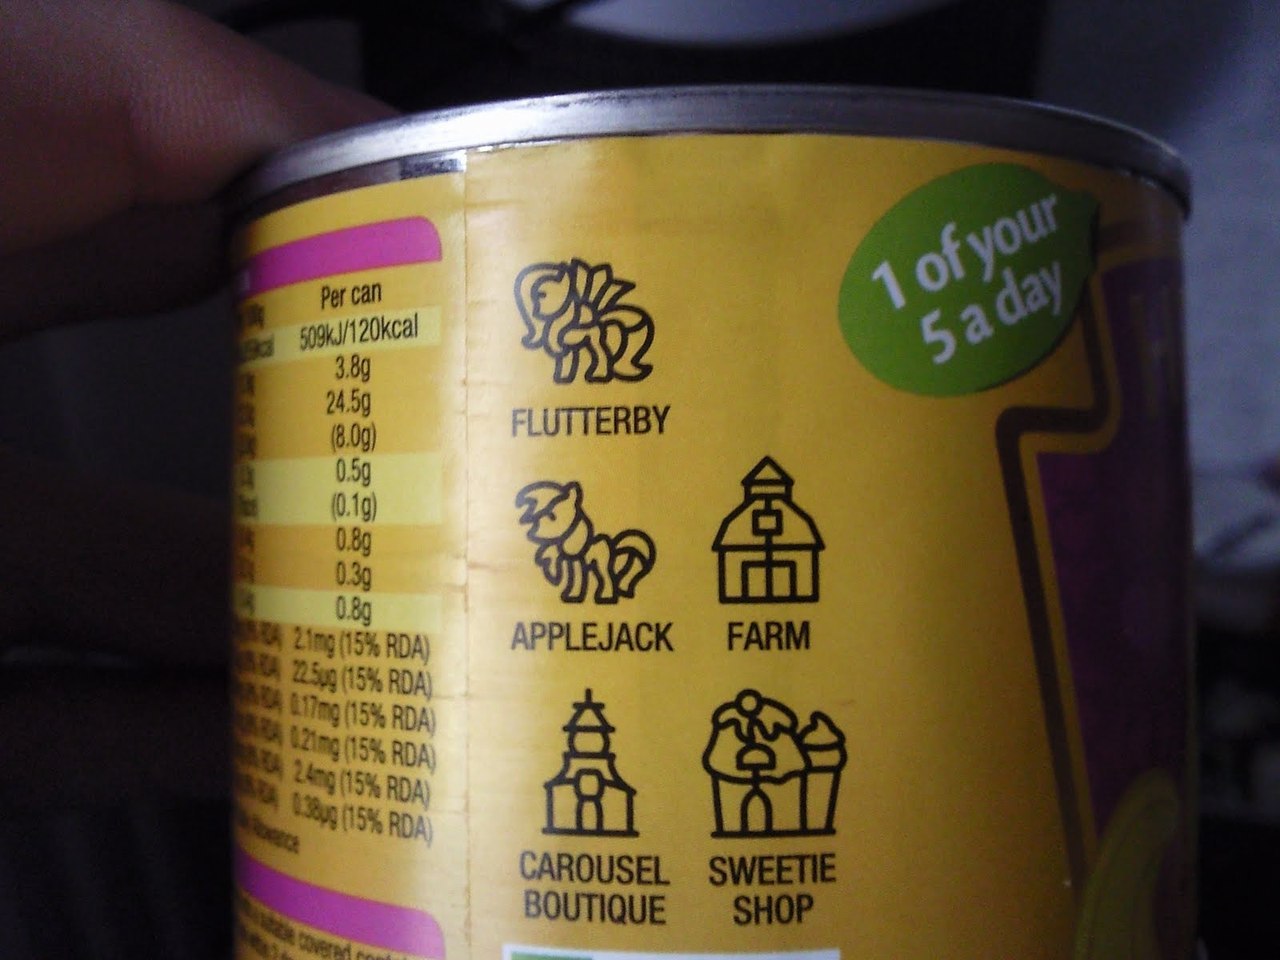 Per can
509kJ/120kcal
3.8g
24.5g
(8.0g)
0.5g
(0.1g)
0.8g
0.3g
0.8g
2.1mg (15% RDA)
22.5µg (15% RDA)
0.17mg (15% RDA)
0.21mg (15% RDA)
2.4mg (15% RDA)
0.38µg (15% RDA)
covered
FLUTTERBY
APPLEJACK FARM
CAROUSEL SWEETIE
BOUTIQUE SHOP
1 of your
5 a day